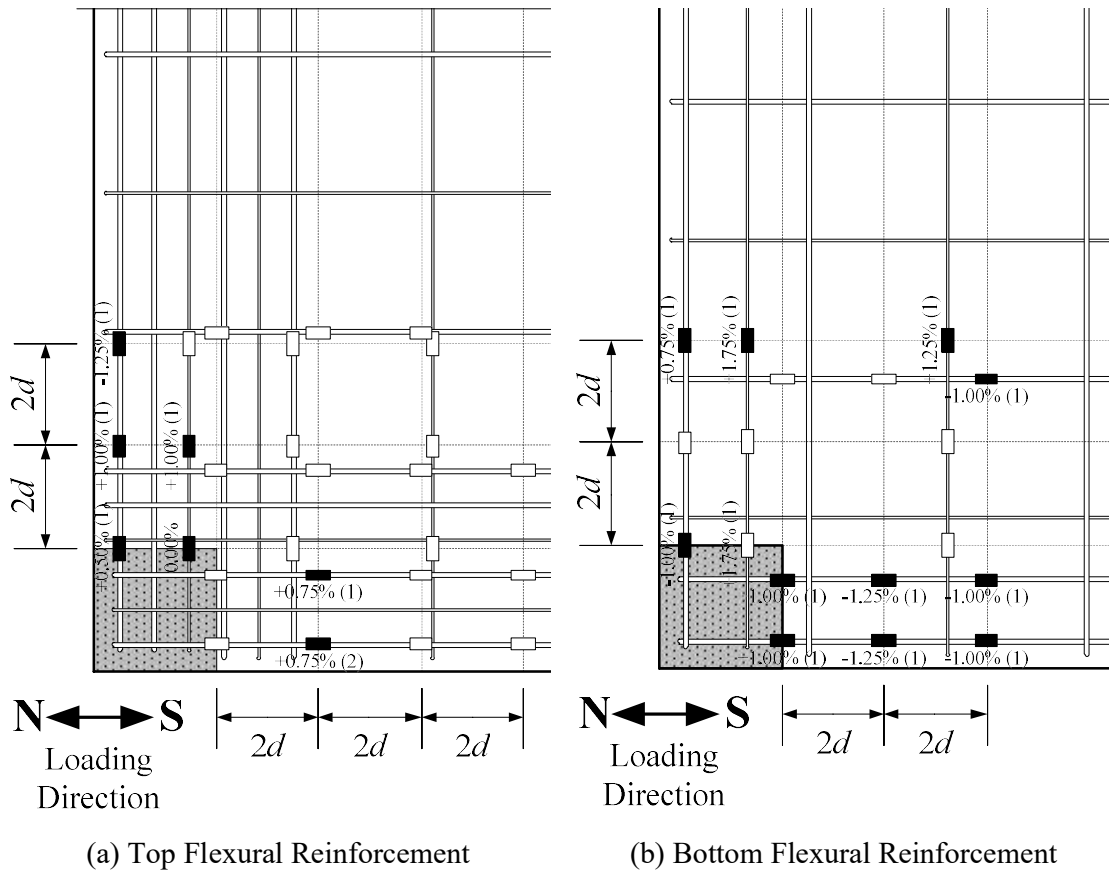 -1.25% (1)
+1.00% (1)
+1.00% (1)
+0.50% (1)
+0.00%
+0.75% (1)
+0.75% (2)
2d
2d
N S
Loading
Direction
2d
2d
2d
(a) Top Flexural Reinforcement
+0.75% (1)
+1.75% (1)
+1.25% (1)
-1.00% (1)
-1.00% (1)
+1.75% (1)
1.00% (1)
-1.25% (1)
-1.00% (1)
+1.00% (1)
-1.25% (1)
-1.00% (1)
2d
2d
N S
Loading
Direction
2d
2d
(b) Bottom Flexural Reinforcement